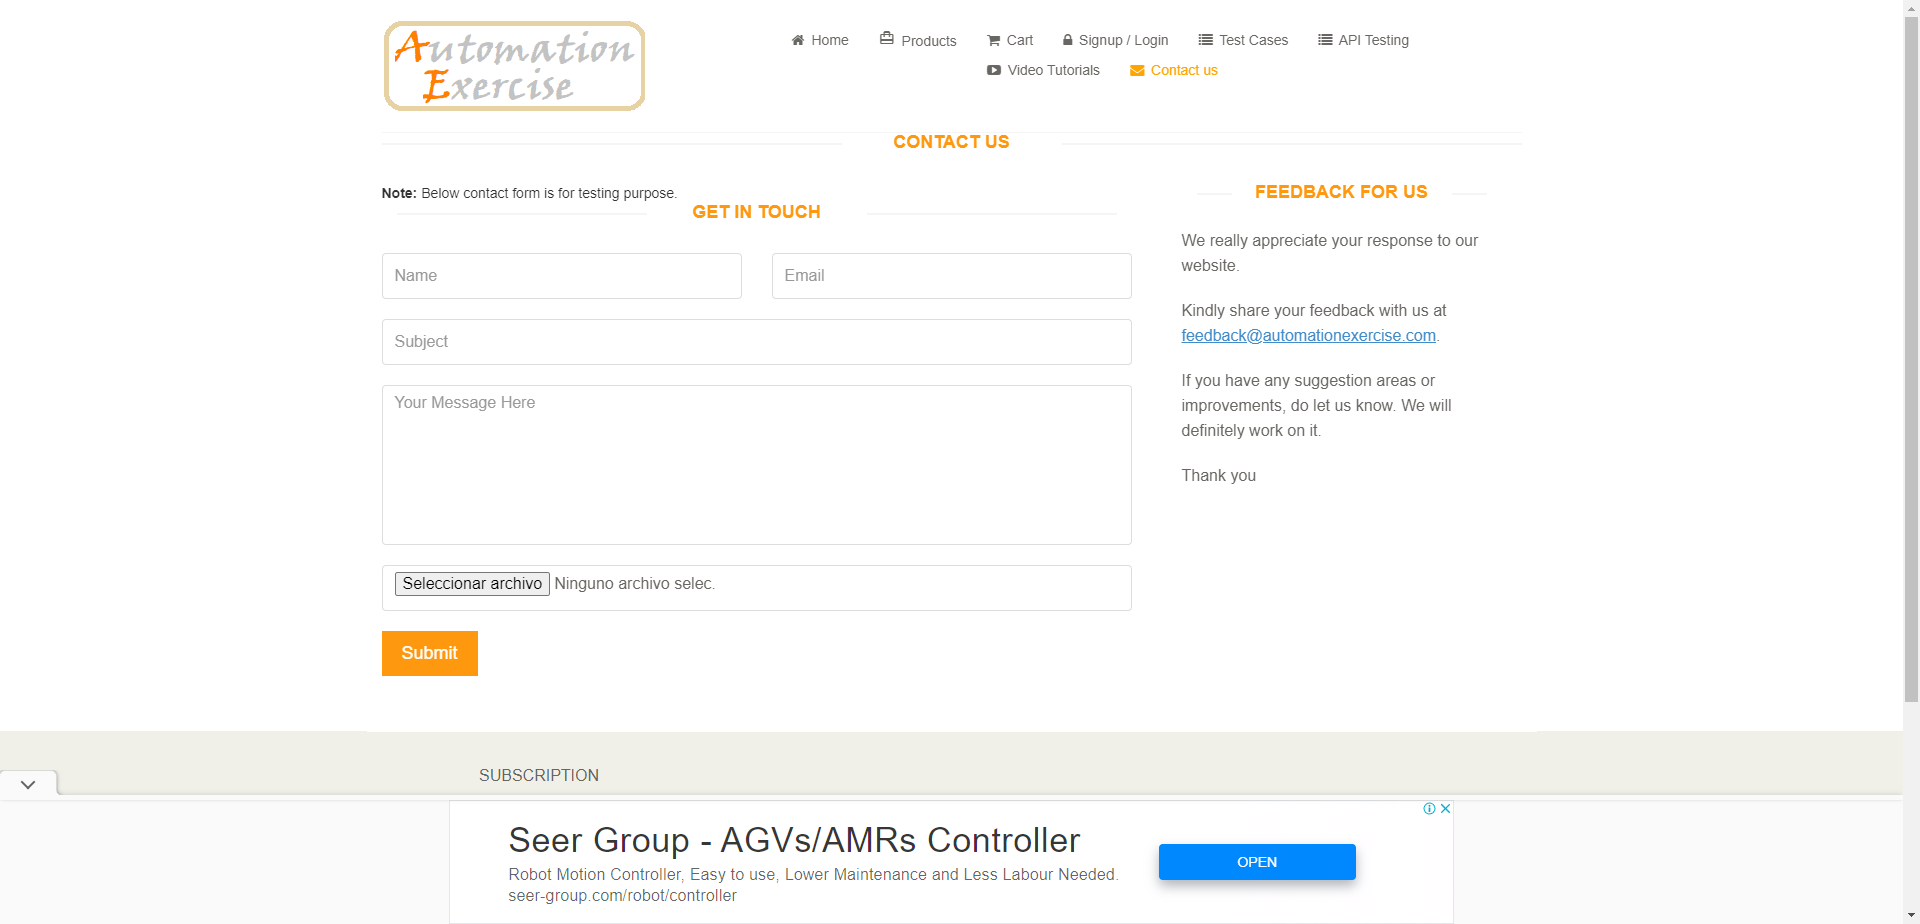 Automation
Exercise
Home
Products
Cart
Signup / Login
Test Cases
API Testing
Video Tutorials
Contact us
CONTACT US
Note: Below contact form is for testing purpose.
GET IN TOUCH
Name
Email
Subject
Your Message Here
Seleccionar archivo Ninguno archivo selec.
Submit
FEEDBACK FOR US
We really appreciate your response to our
website.
Kindly share your feedback with us at
feedback@automationexercise.com.
If you have any suggestion areas or
improvements, do let us know. We will
definitely work on it.
Thank you
SUBSCRIPTION
Seer Group - AGVs/AMRs Controller
Robot Motion Controller, Easy to use, Lower Maintenance and Less Labour Needed.
seer-group.com/robot/controller
OPEN